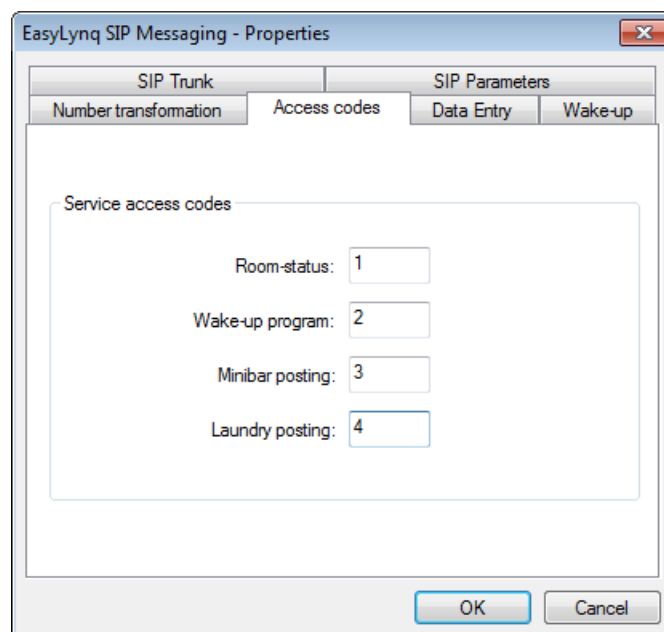 EasyLynq SIP Messaging - Properties
SIP Trunk SIP Parameters
Number transformation Access codes Data Entry Wake-up
Service access codes
Room-status: 1
Wake-up program: 2
Minibar posting: 3
Laundry posting: 4
OK Cancel